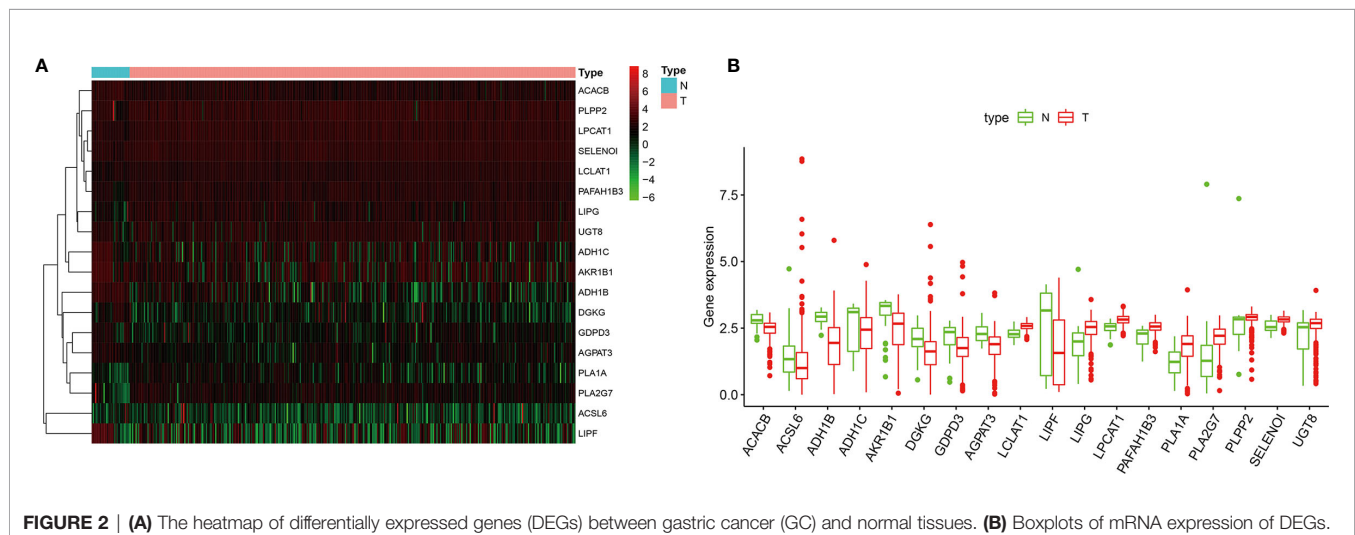 A
Type
ACACB
PLPP2
LPCAT1
SELENOI
LCLAT1
PAFAH1B3
LIPG
UGT8
ADH1C
AKR1B1
ADH1B
DGKG
GDPD3
AGPAT3
PLA1A
PLA2G7
ACSL6
LIPF
8
6
4
2
0
−2
−4
−6
Type
N
T
B
type N T
Gene expression
7.5
5.0
2.5
0.0
ACACB
ACSL6
ADH1B
ADH1C
AKR1B1
DGKG
GDPD3
AGPAT3
LCLAT1
LIPF
LIPG
LPCAT1
PAFAH1B3
PLA1A
PLA2G7
PLPP2
SELENOI
UGT8
FIGURE 2 | (A) The heatmap of differentially expressed genes (DEGs) between gastric cancer (GC) and normal tissues. (B) Boxplots of mRNA expression of DEGs.